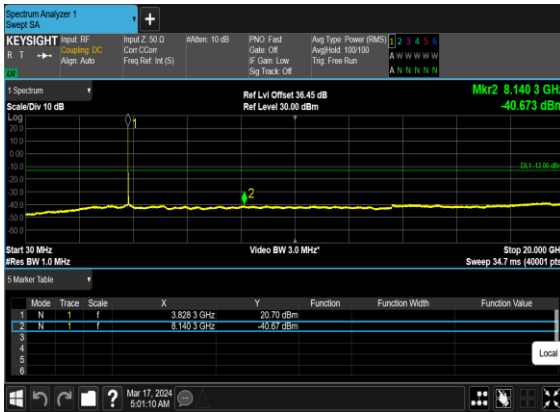 Spectrum Analyzer 1
Swept SA
+
KEYSIGHT
R T
Input: RF
Coupling: DC
Align: Auto
Input Z: 50 Ω
Corr CCorr
Freq Ref: Int (S)
#Atten: 10 dB
PNO: Fast
Gate: Off
IF Gain: Low
Sig Track: Off
Avg Type: Power (RMS)
Avg|Hold: 100/100
Trig: Free Run
1 2 3 4 5 6
A W W W W W
A N N N N N
1 Spectrum
Scale/Div 10 dB
Ref Lvl Offset 36.45 dB
Ref Level 30.00 dBm
Mkr2 8.140 3 GHz
-40.673 dBm
Log
20.0
10.0
0.00
-10.0
-20.0
-30.0
-40.0
-50.0
-60.0
1
2
DL1 -13.00 dBm
Start 30 MHz
#Res BW 1.0 MHz
Video BW 3.0 MHz*
Stop 20.000 GHz
Sweep 34.7 ms (40001 pts)
5 Marker Table
Mode Trace Scale X Y Function Function Width Function Value
1 N 1 f 3.828 3 GHz 20.70 dBm
2 N 1 f 8.140 3 GHz -40.67 dBm
3
4
5
6
Local
?
Mar 17, 2024
5:01:10 AM